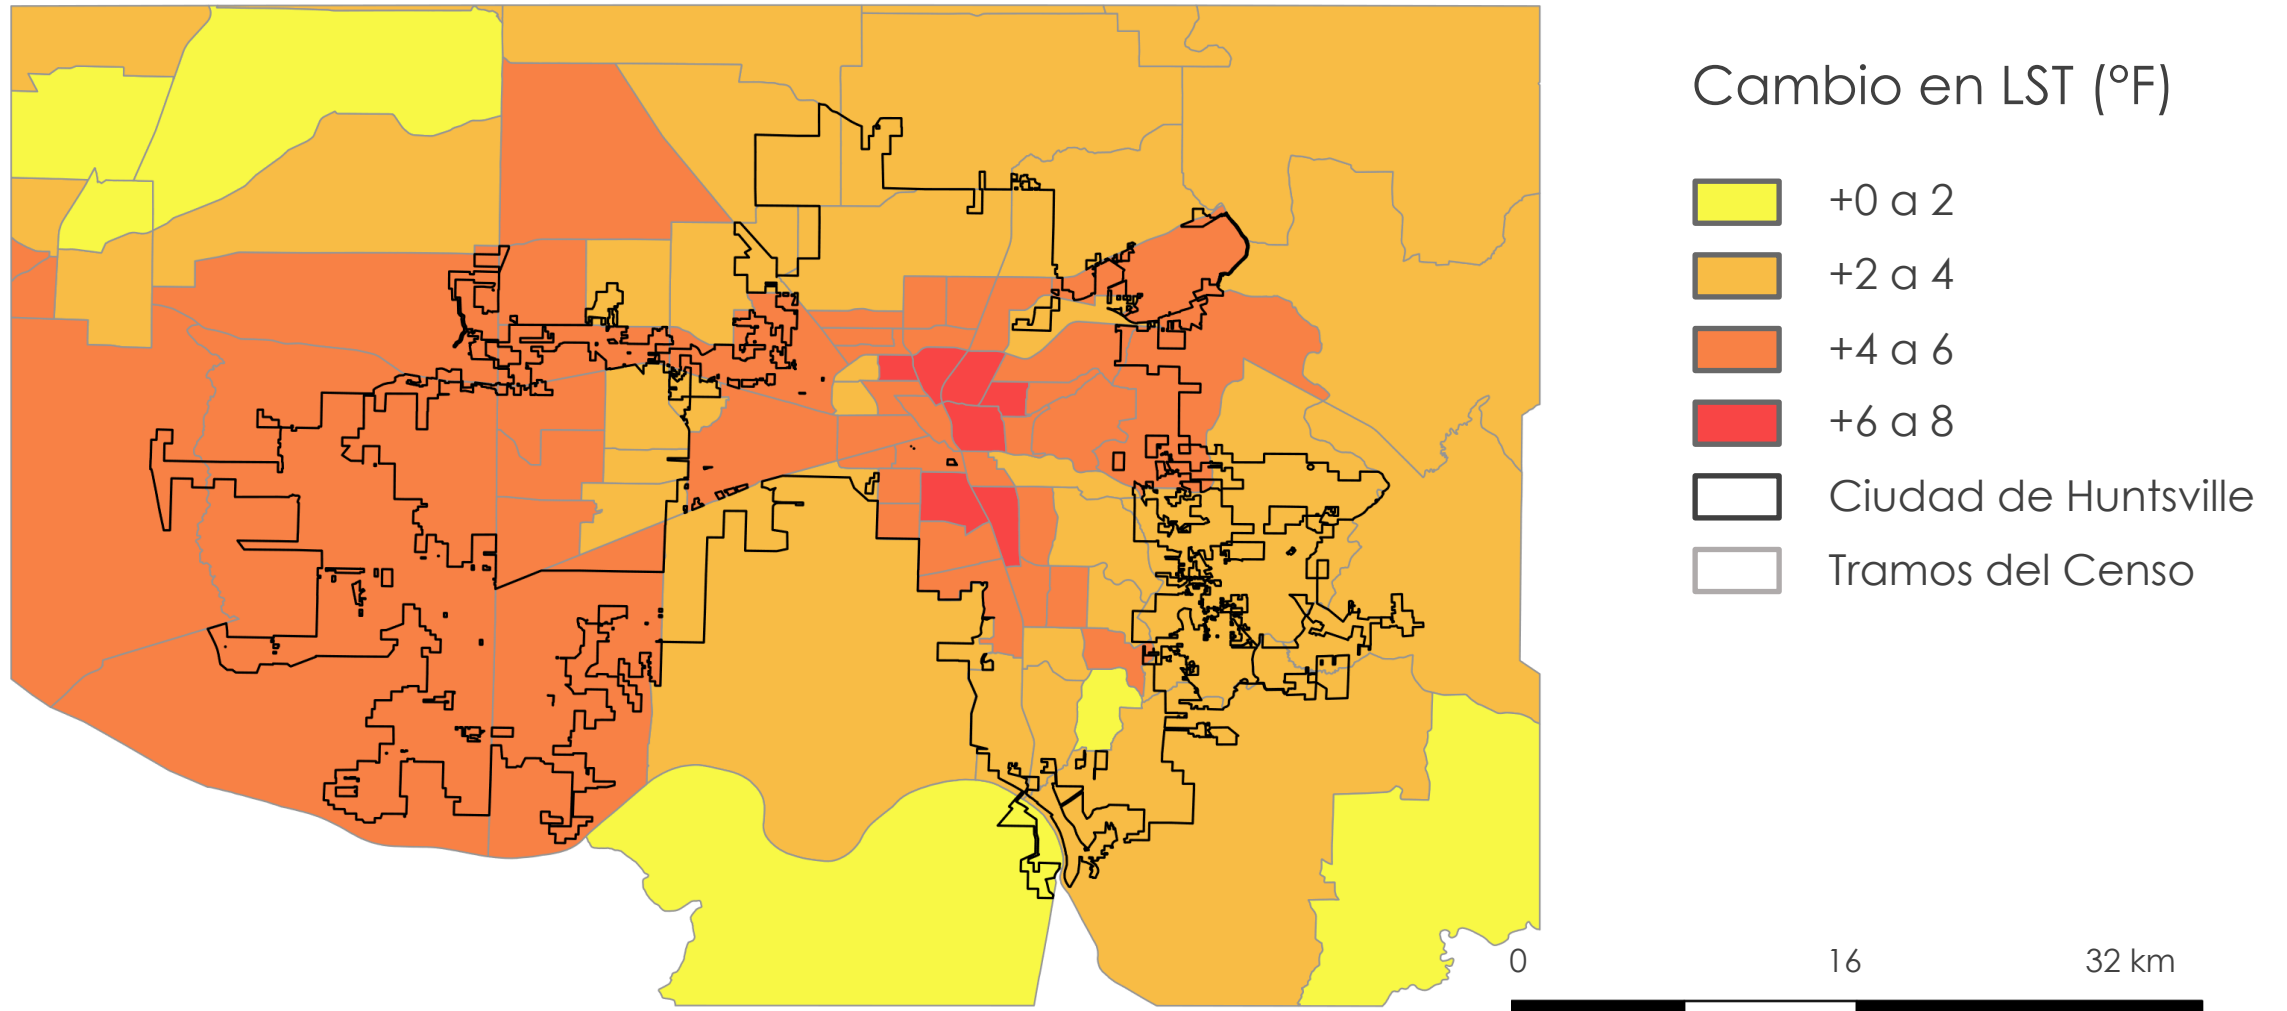 Cambio en LST (°F)
+0 a 2
+2 a 4
+4 a 6
+6 a 8
Ciudad de Huntsville
Tramos del Censo
0 16 32 km